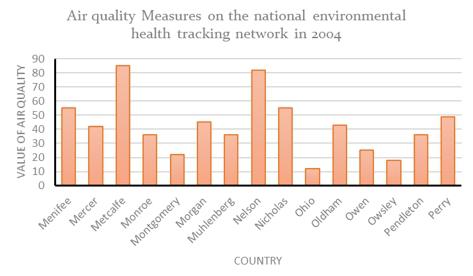 Air quality Measures on the national environmental
health tracking network in 2004
VALUE OF AIR QUALITY
90
80
70
60
50
40
30
20
10
0
Menifee
Mercer
Metcalfe
Monroe
Montgomery
Morgan
Muhlenberg
Nelson
Nicholas
Ohio
Oldham
Owen
Owsley
Pendleton
Perry
COUNTRY